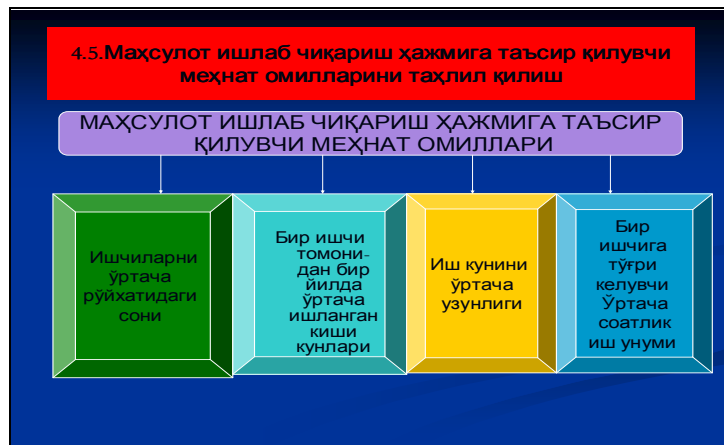 4.5.Маҳсулот ишлаб чиқариш ҳажмига таъсир қилувчи
меҳнат омилларини таҳлил қилиш
МАҲСУЛОТ ИШЛАБ ЧИҚАРИШ ҲАЖМИГА ТАЪСИР
ҚИЛУВЧИ МЕҲНАТ ОМИЛЛАРИ
Ишчиларни
ўртача
рўйхатидаги
сони
Бир ишчи
томони-
дан бир
йилда
ўртача
ишланган
киши
кунлари
Иш кунини
ўртача
узунлиги
Бир
ишчига
тўғри
келувчи
Ўртача
соатлик
иш унуми